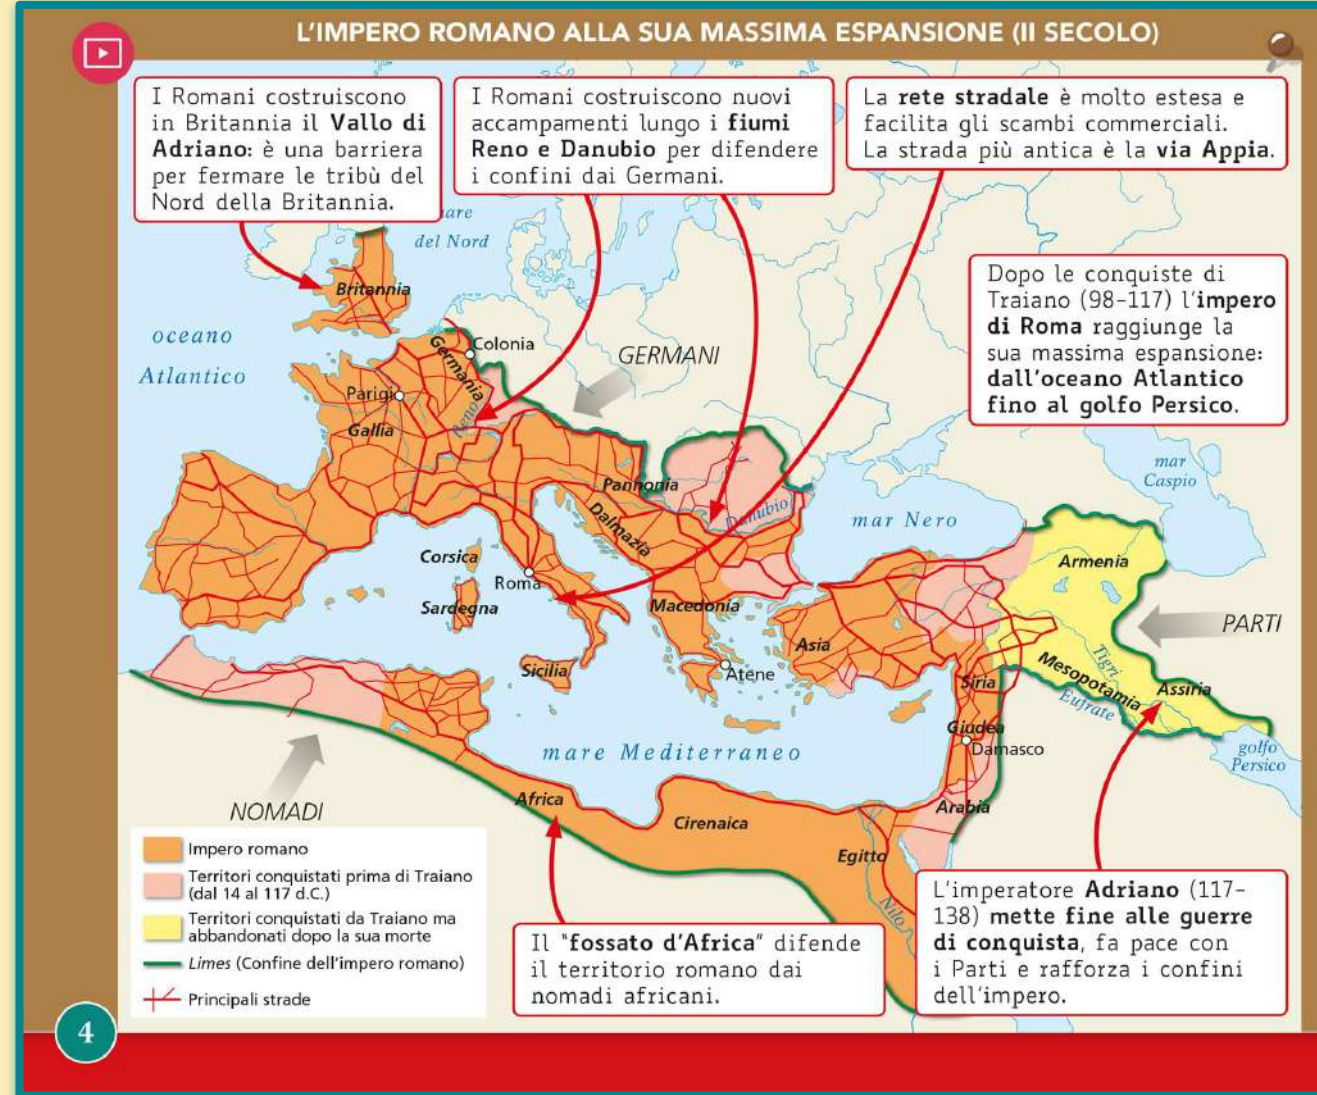 L'IMPERO ROMANO ALLA SUA MASSIMA ESPANSIONE (II SECOLO)
I Romani costruiscono
in Britannia il Vallo di
Adriano: è una barriera
per fermare le tribù del
Nord della Britannia.
I Romani costruiscono nuovi
accampamenti lungo i fiumi
Reno e Danubio per difendere
i confini dai Germani.
La rete stradale è molto estesa e
facilita gli scambi commerciali.
La strada più antica è la via Appia.
Dopo le conquiste di
Traiano (98-117) l'impero
di Roma raggiunge la
sua massima espansione:
dall'oceano Atlantico
fino al golfo Persico.
del Nord
Britannia
oceano
Atlantico
Colonia
Germania
GERMANI
Parigi
Reno
Gallia
mar
Caspio
Pannonia
Danubio
mar Nero
Dalmazia
Corsica
Roma
Armenia
Sardegna
Macedonia
PARTI
Asia
Sicilia
Atene
Siria
Tigri
Mesopotamia
Assiria
Eufrate
Giudea
Damasco
mare Mediterraneo
golfo
Persico
Africa
Arabia
NOMADI
Cirenaica
Egitto
Nilo
Impero romano
Territori conquistati prima di Traiano
(dal 14 al 117 d.C.)
Territori conquistati da Traiano ma
abbandonati dopo la sua morte
Limes (Confine dell'impero romano)
Principali strade
Il "fossato d'Africa" difende
il territorio romano dai
nomadi africani.
L'imperatore Adriano (117-
138) mette fine alle guerre
di conquista, fa pace con
i Parti e rafforza i confini
dell'impero.
4